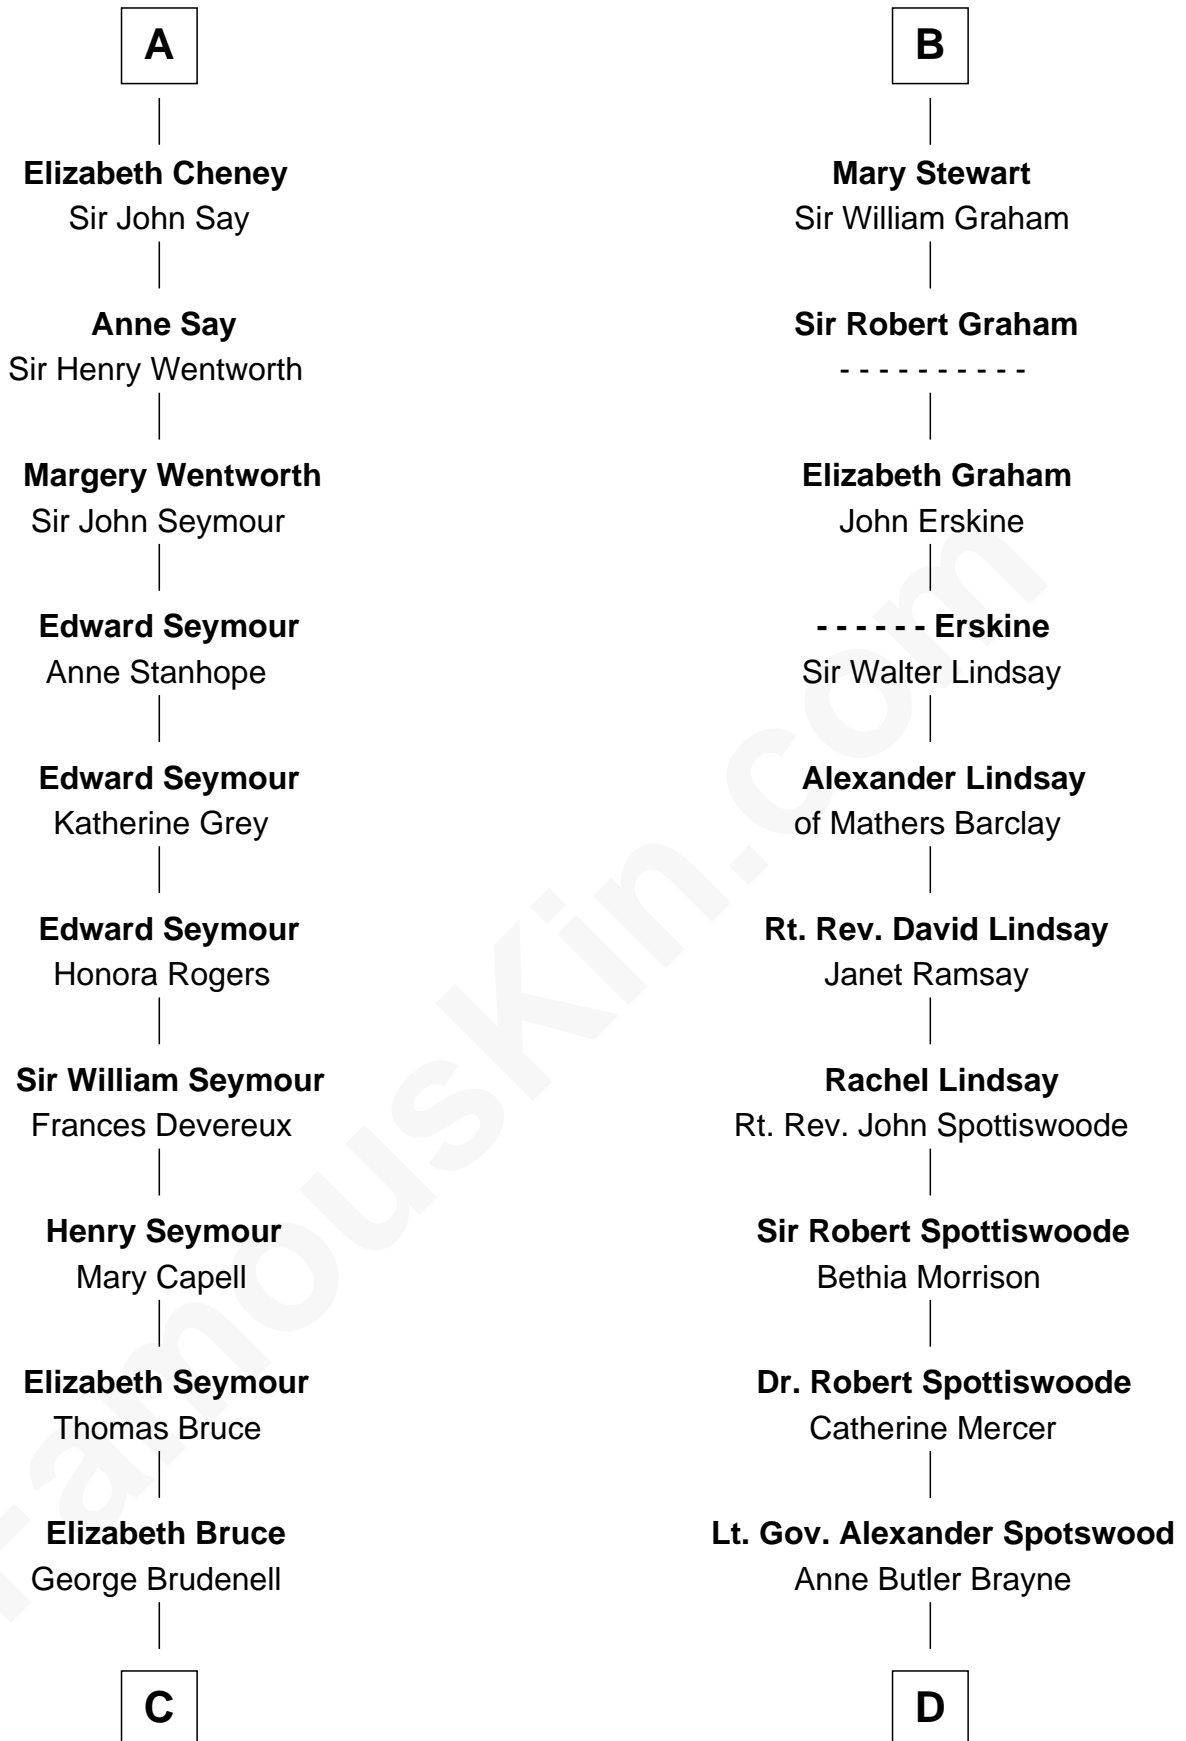 A
Elizabeth Cheney
Sir John Say
Anne Say
Sir Henry Wentworth
Margery Wentworth
Sir John Seymour
Edward Seymour
Anne Stanhope
Edward Seymour
Katherine Grey
Edward Seymour
Honora Rogers
Sir William Seymour
Frances Devereux
Henry Seymour
Mary Capell
Elizabeth Seymour
Thomas Bruce
Elizabeth Bruce
George Brudenell
C
B
Mary Stewart
Sir William Graham
Sir Robert Graham
- - - - - - - - - -
Elizabeth Graham
John Erskine
- - - - - - Erskine
Sir Walter Lindsay
Alexander Lindsay
of Mathers Barclay
Rt. Rev. David Lindsay
Janet Ramsay
Rachel Lindsay
Rt. Rev. John Spottiswoode
Sir Robert Spottiswoode
Bethia Morrison
Dr. Robert Spottiswoode
Catherine Mercer
Lt. Gov. Alexander Spotswood
Anne Butler Brayne
D
FamousKin.com